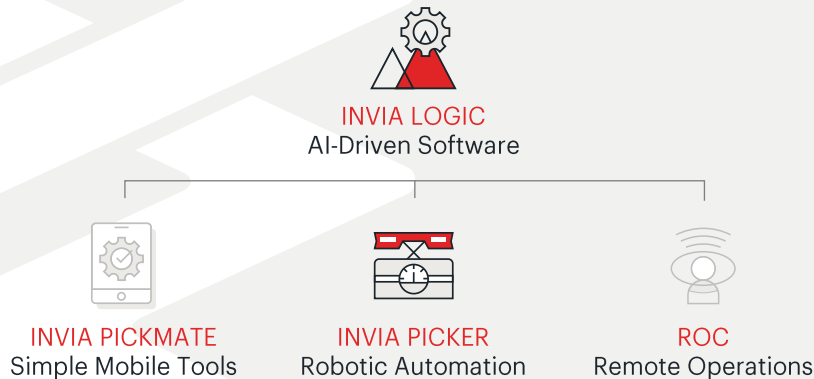 INVIA LOGIC
AI-Driven Software
INVIA PICKMATE
Simple Mobile Tools
INVIA PICKER
Robotic Automation
ROC
Remote Operations